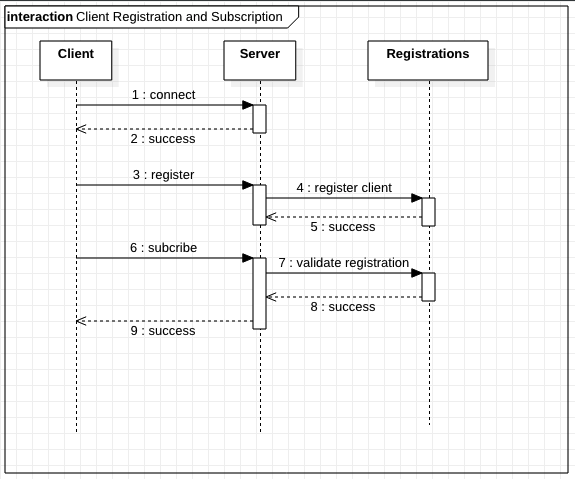 interaction Client Registration and Subscription
Client
Server
Registrations
1 : connect
2 : success
3 : register
4 : register client
5 : success
6 : subcribe
7 : validate registration
8 : success
9 : success